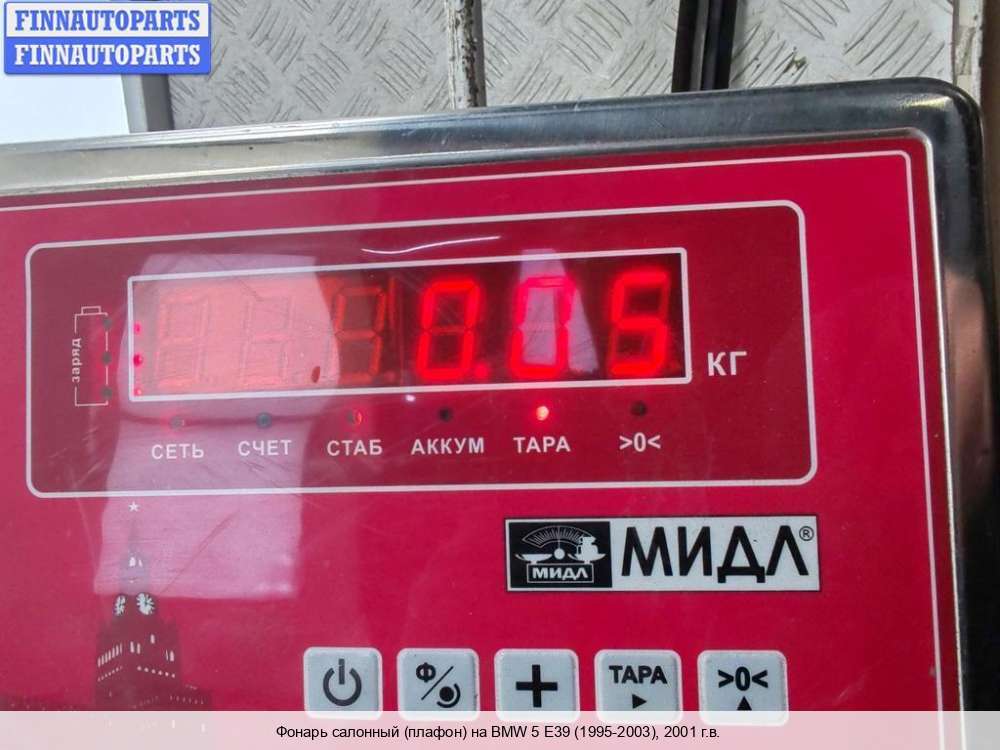 FINNAUTOPARTS
FINNAUTOPARTS
заряд
0.05
КГ
СЕТЬ СЧЕТ СТАБ АККУМ ТАРА >0<
МИДЛ
МИДЛ®
Ф ТАРА >0<
Фонарь салонный (плафон) на BMW 5 E39 (1995-2003), 2001 г.в.